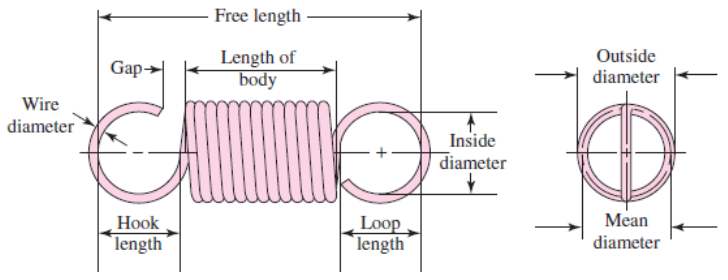 Free length
Gap
Length of
body
Outside
diameter
Wire
diameter
Inside
diameter
Hook
length
Loop
length
Mean
diameter